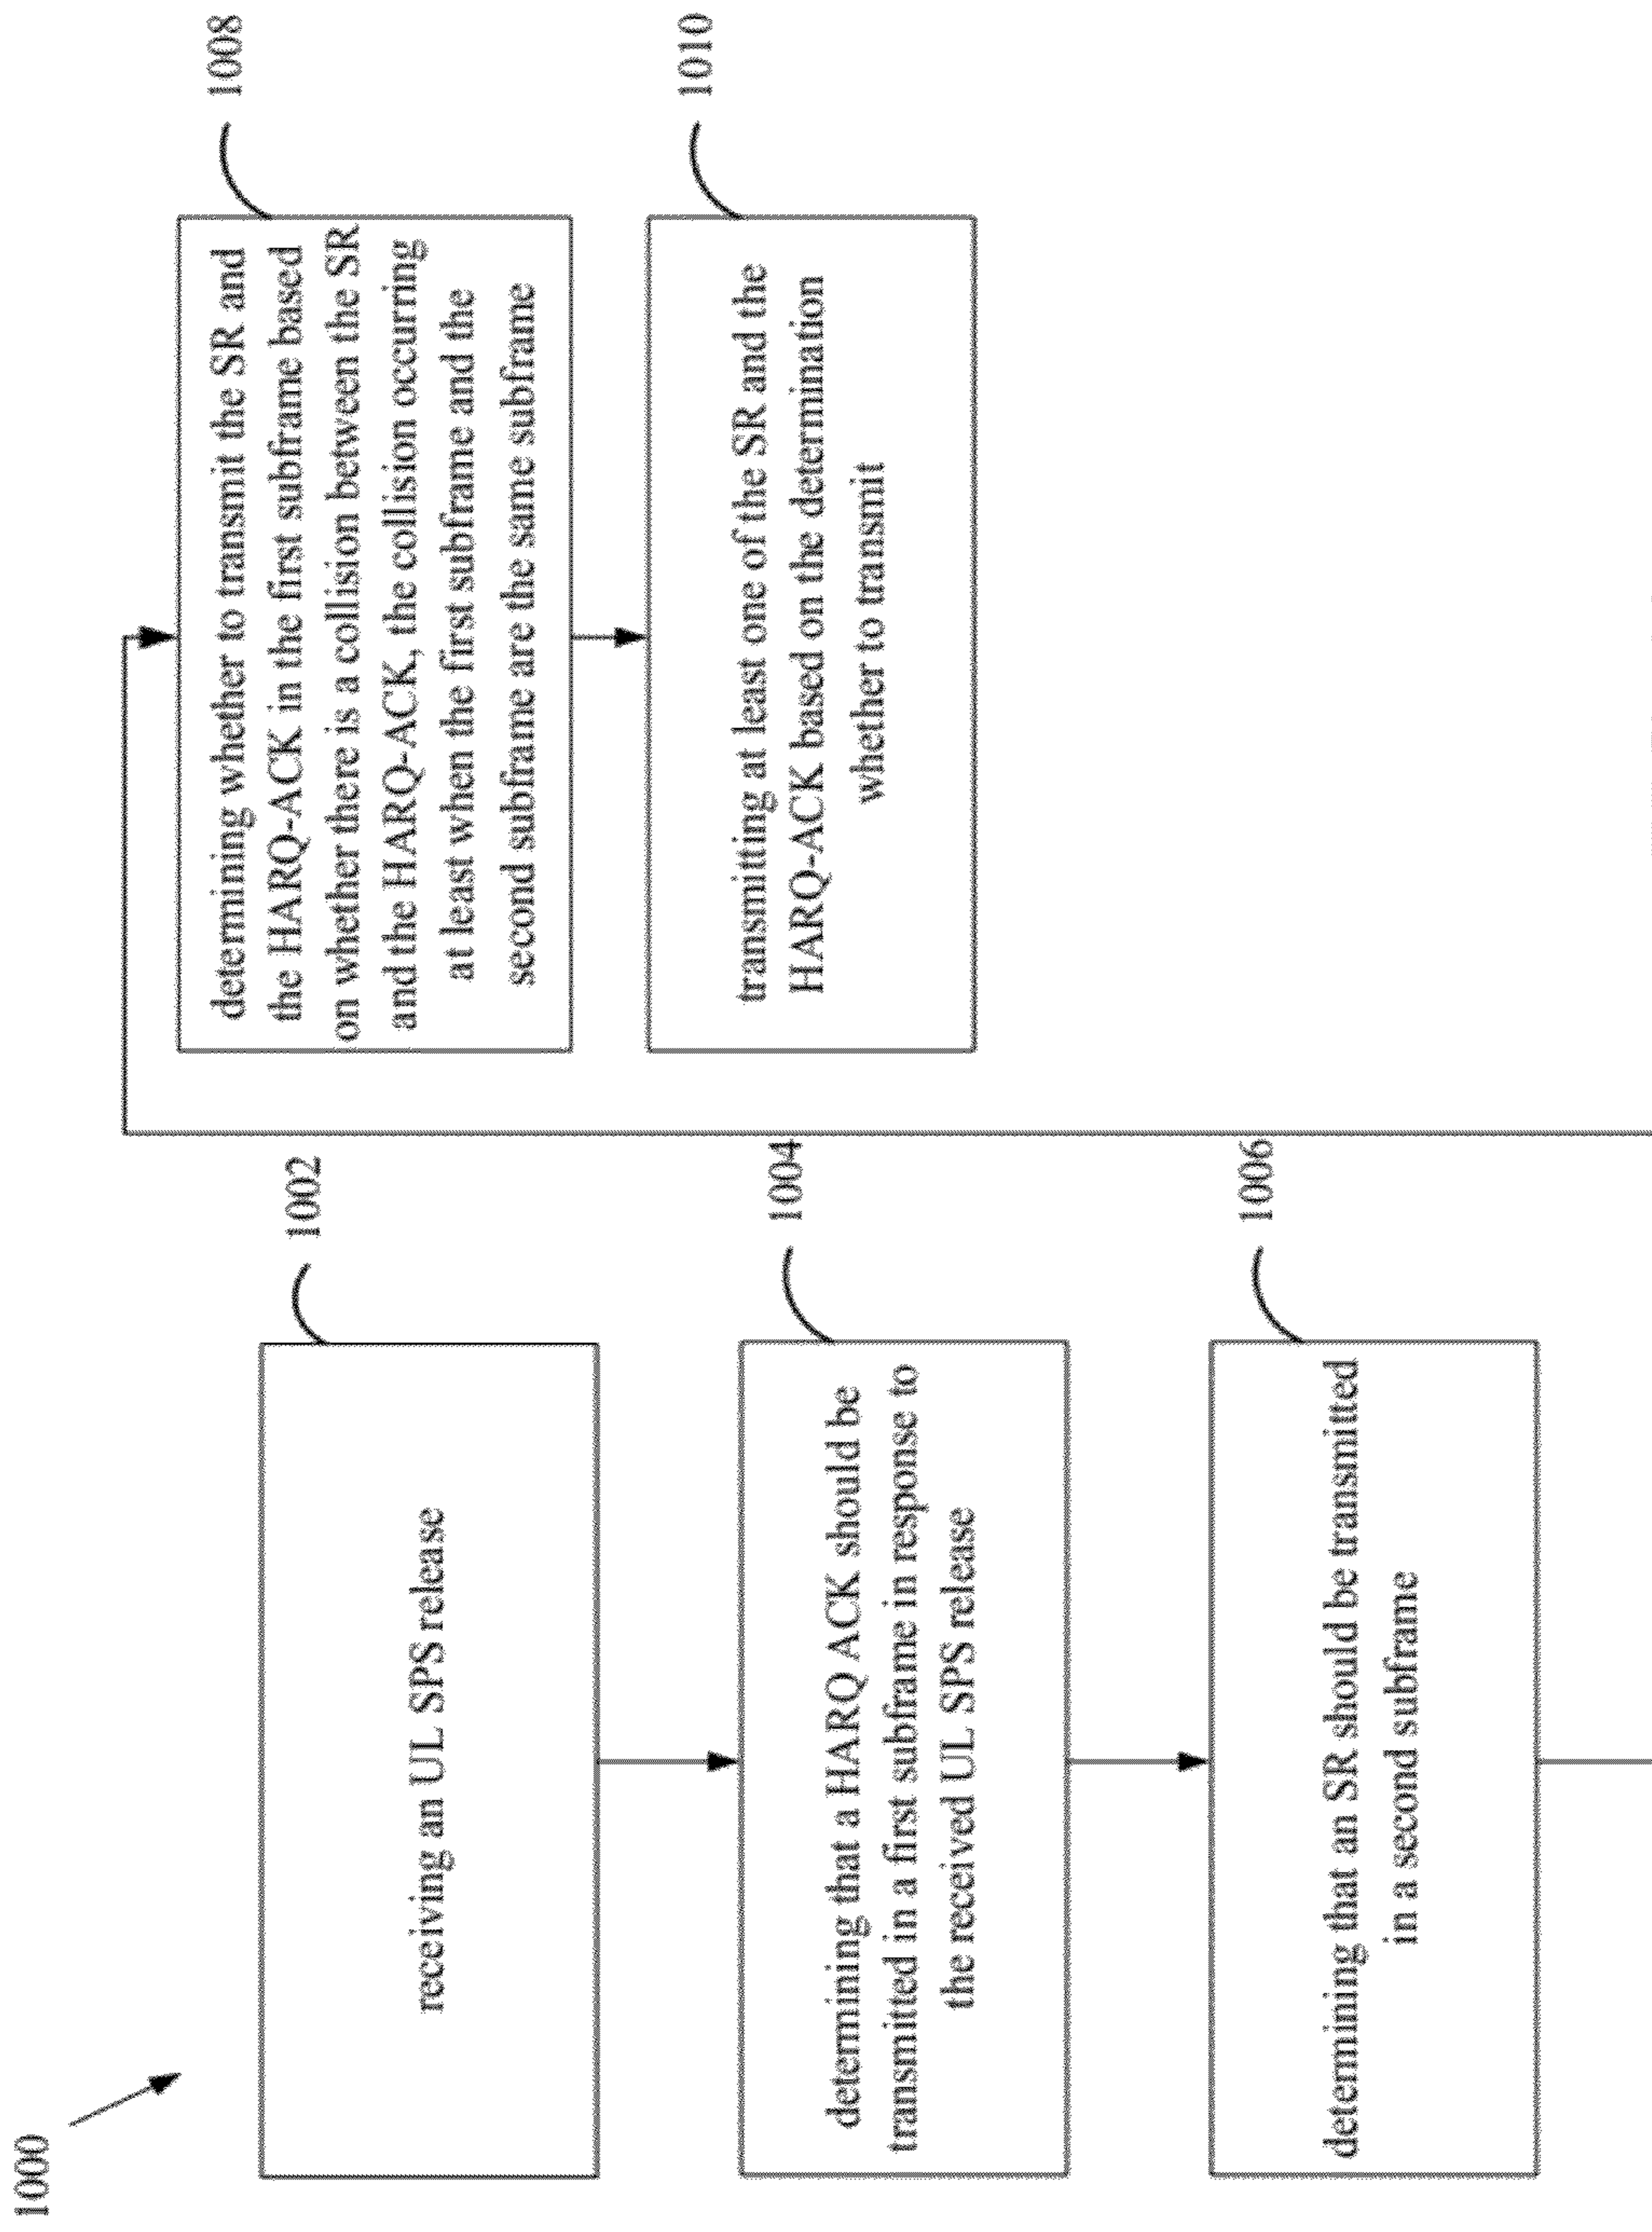 1000
1002
receiving an UL SPS release
1004
determining that a HARQ ACK should be
transmitted in a first subframe in response to
the received UL SPS release
1006
determining that an SR should be transmitted
in a second subframe
1008
determining whether to transmit the SR and
the HARQ-ACK in the first subframe based
on whether there is a collision between the SR
and the HARQ-ACK, the collision occurring
at least when the first subframe and the
second subframe are the same subframe
1010
transmitting at least one of the SR and the
HARQ-ACK based on the determination
whether to transmit